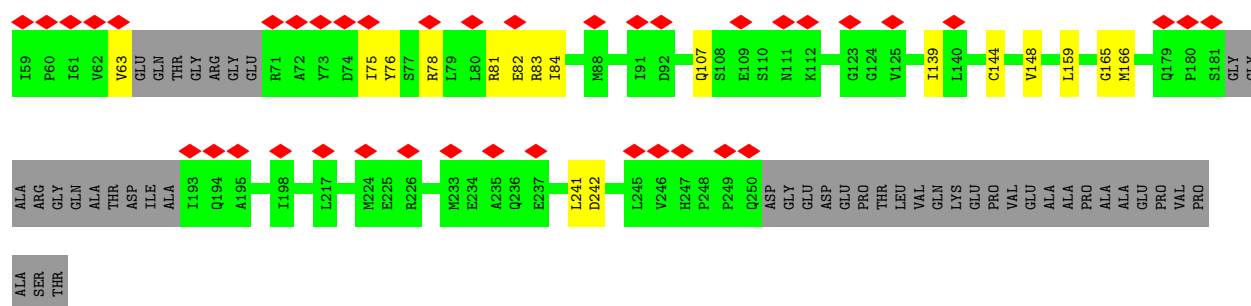 I59 P60 I61 V62 V63 GLU GLN THR GLY ARG GLY GLU R71 A72 Y73 D74 I75 Y76 S77 R78 L79 L80 R81 E82 R83 I84 M88 I91 D92 Q107 S108 E109 S110 N111 K112 G123 G124 V125 I139 L140 C144 V148 L159 G165 M166 Q179 P180 S181 GLY GLY
ALA ARG GLY GLN ALA THR ASP ILE ALA I193 Q194 A195 I198 L217 M224 E225 R226 M233 E234 A235 Q236 E237 L241 D242 L245 V246 H247 P248 P249 Q250 ASP GLY GLU ASP GLU PRO THR LEU VAL GLN LYS GLU PRO VAL GLU ALA ALA PRO ALA ALA GLU PRO VAL PRO
ALA SER THR